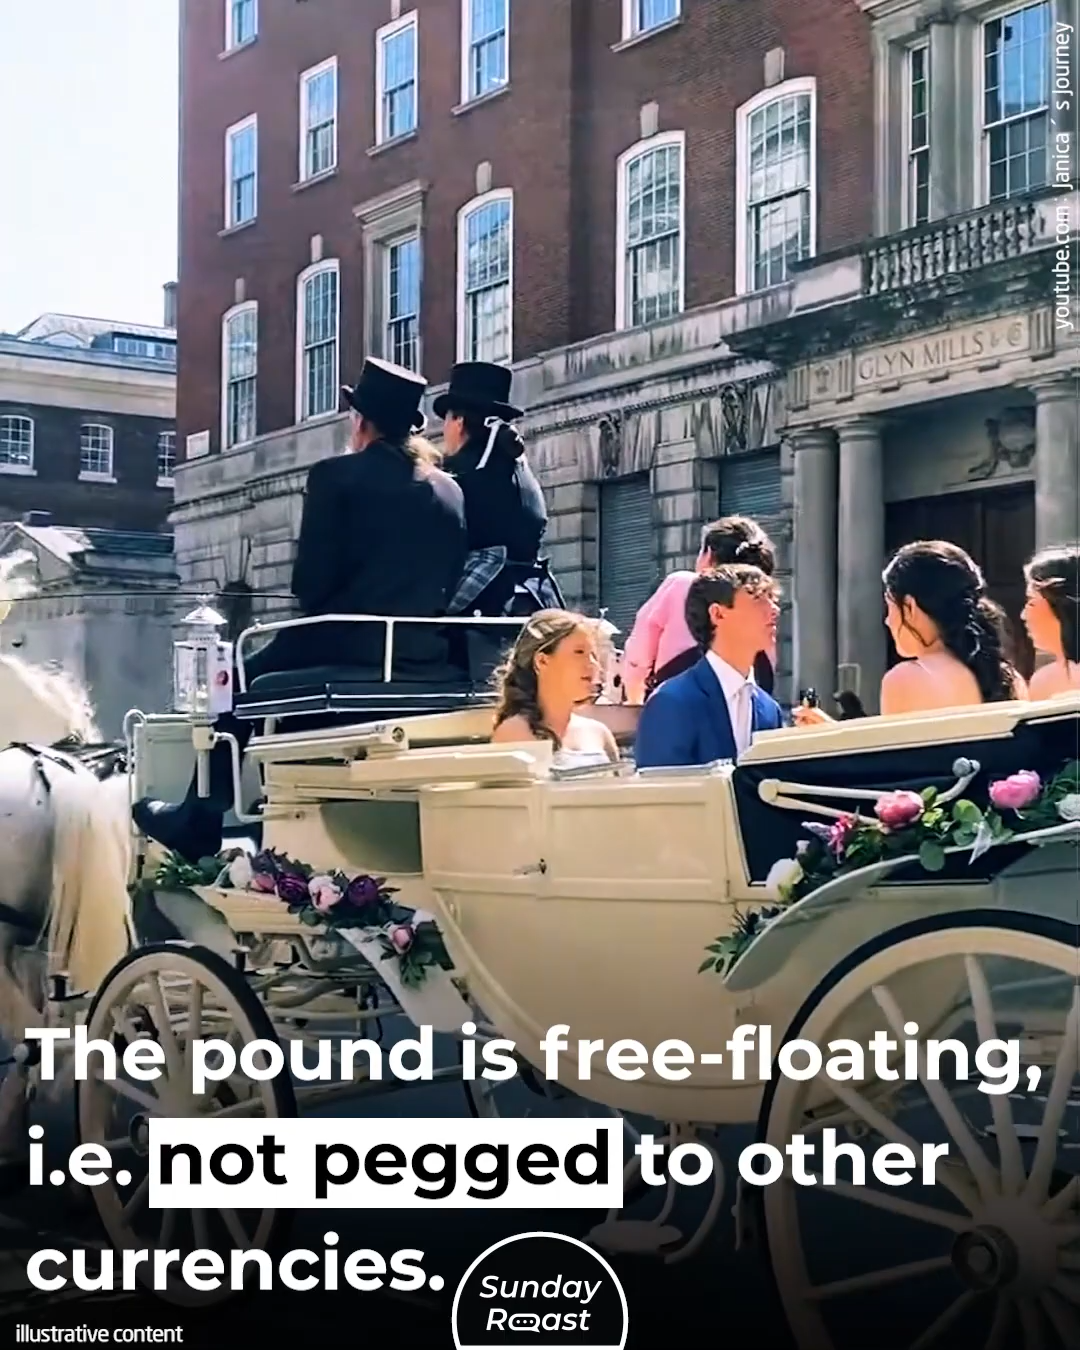 youtube.com: Janica´s Journey
GLYN MILLS & Co
The pound is free-floating,
i.e. not pegged to other
currencies.
Sunday
Roast
illustrative content